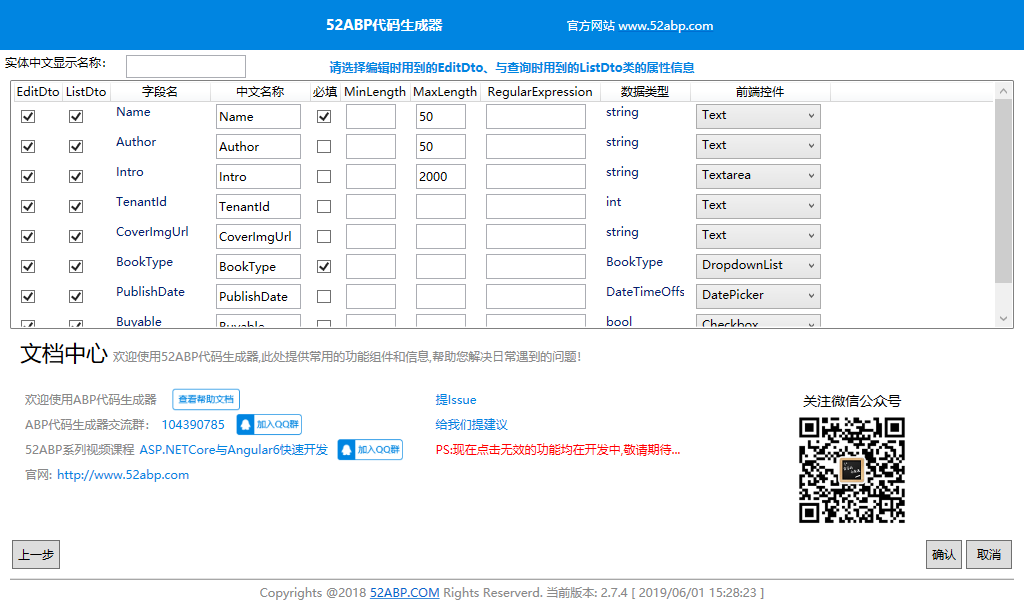 52ABP代码生成器 官方网站 www.52abp.com
实体中文显示名称：
请选择编辑时用到的EditDto、与查询时用到的ListDto类的属性信息
EditDto ListDto 字段名 中文名称 必填 MinLength MaxLength RegularExpression 数据类型 前端控件
Name Name 50 string Text
Author Author 50 string Text
Intro Intro 2000 string Textarea
TenantId TenantId int Text
CoverImgUrl CoverImgUrl string Text
BookType BookType BookType DropdownList
PublishDate PublishDate DateTimeOffs DatePicker
Buyable Buyable bool Checkbox
文档中心 欢迎使用52ABP代码生成器,此处提供常用的功能组件和信息,帮助您解决日常遇到的问题!
欢迎使用ABP代码生成器 查看帮助文档 提Issue 关注微信公众号
ABP代码生成器交流群： 104390785 加入QQ群 给我们提建议
52ABP系列视频课程 ASP.NETCore与Angular6快速开发 加入QQ群 PS:现在点击无效的功能均在开发中,敬请期待...
官网: http://www.52abp.com
上一步 确认 取消
Copyrights @2018 52ABP.COM Rights Reserverd. 当前版本: 2.7.4 [ 2019/06/01 15:28:23 ]